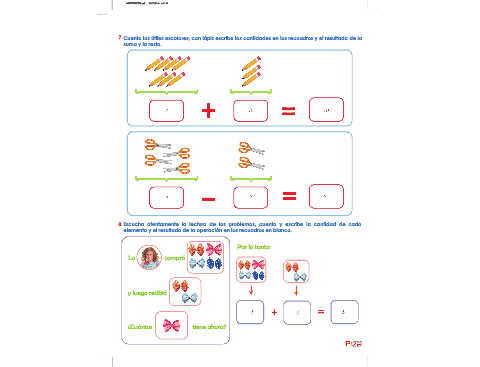 7 Cuenta los útiles escolares, con lápiz escribe las cantidades en los recuadros y el resultado de la
suma y la resta.
+ =
- =
8 Escucha atentamente la lectura de los problemas, cuenta y escribe la cantidad de cada
elemento y el resultado de la operación en los recuadros en blanco.
La compró
y luego recibió
¿Cuántos tiene ahora?
Por lo tanto:
+ =